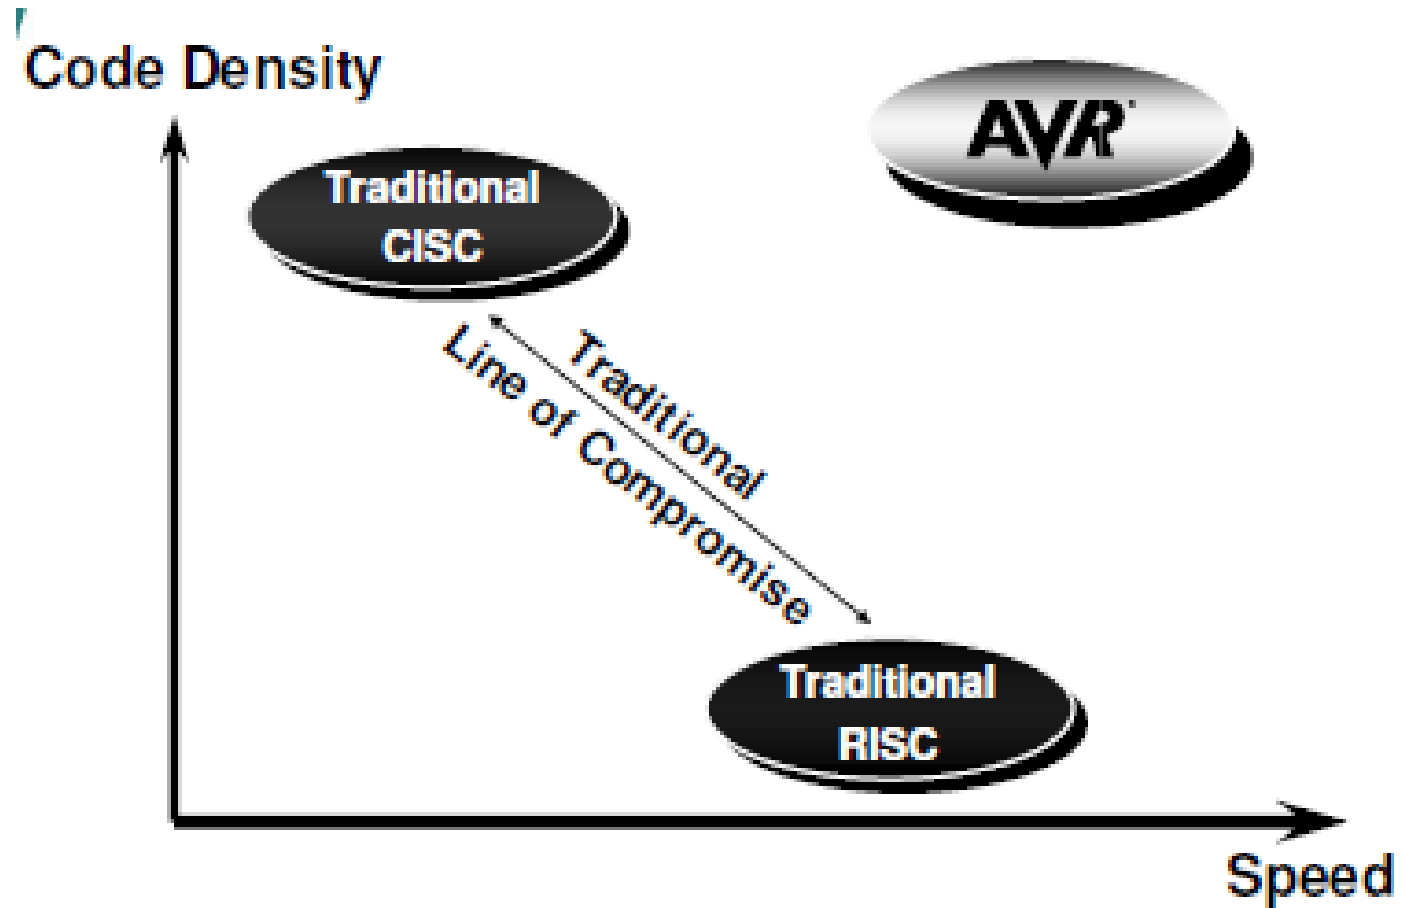 Code Density
AVR
Traditional
CISC
Traditional
Line of Compromise
Traditional
RISC
Speed